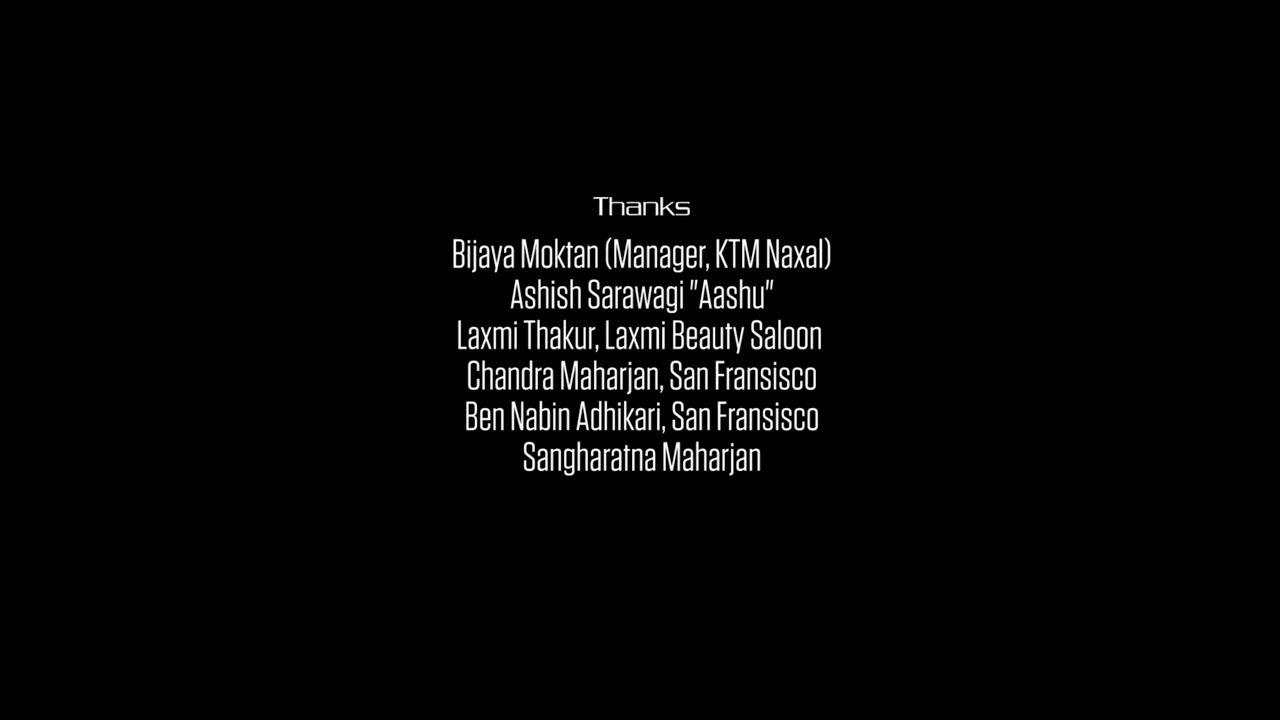 Thanks
Bijaya Moktan (Manager, KTM Naxal)
Ashish Sarawagi "Aashu"
Laxmi Thakur, Laxmi Beauty Saloon
Chandra Maharjan, San Fransisco
Ben Nabin Adhikari, San Fransisco
Sangharatna Maharjan